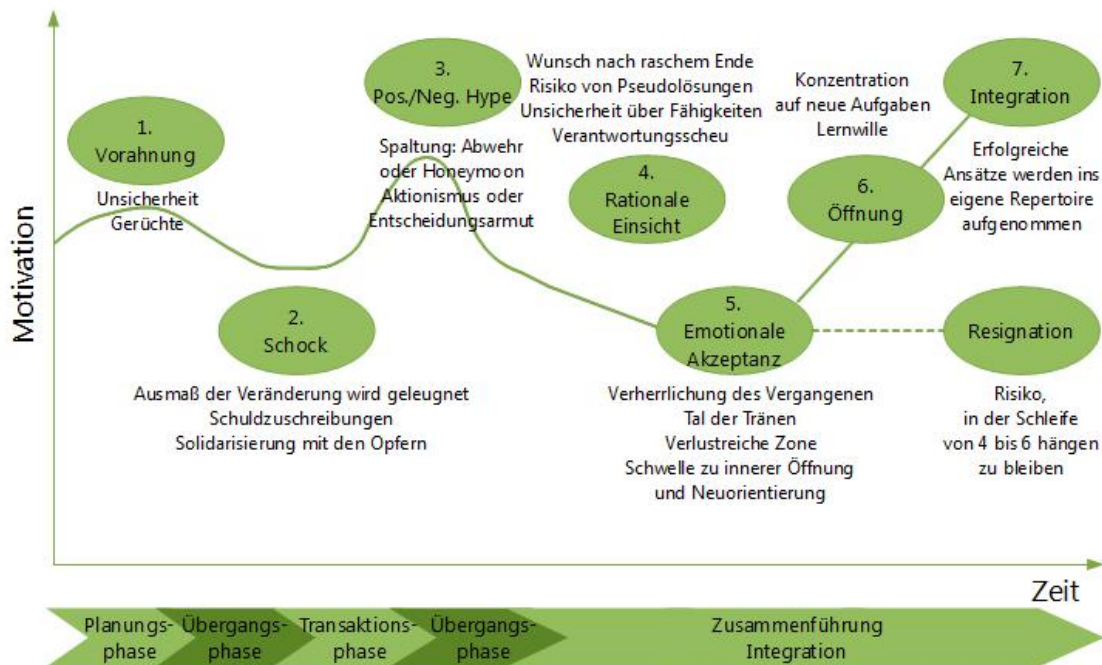 Motivation
1.
Vorahnung
Unsicherheit
Gerüchte
2.
Schock
Ausmaß der Veränderung wird geleugnet
Schuldzuschreibungen
Solidarisierung mit den Opfern
3.
Pos./Neg. Hype
Spaltung: Abwehr
oder Honeymoon
Aktionismus oder
Entscheidungsarmut
Wunsch nach raschem Ende
Risiko von Pseudolösungen
Unsicherheit über Fähigkeiten
Verantwortungsscheu
4.
Rationale
Einsicht
5.
Emotionale
Akzeptanz
Verherrlichung des Vergangenen
Tal der Tränen
Verlustreiche Zone
Schwelle zu innerer Öffnung
und Neuorientierung
Konzentration
auf neue Aufgaben
Lernwille
6.
Öffnung
7.
Integration
Erfolgreiche
Ansätze werden ins
eigene Repertoire
aufgenommen
Resignation
Risiko,
in der Schleife
von 4 bis 6 hängen
zu bleiben
Zeit
Planungs-
phase
Übergangs-
phase
Transaktions-
phase
Übergangs-
phase
Zusammenführung
Integration